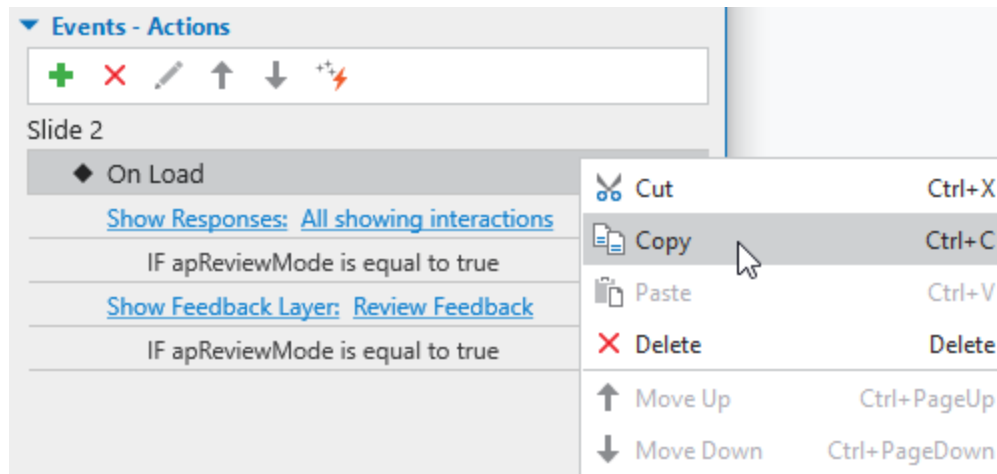 Events - Actions
Slide 2
On Load
Show Responses: All showing interactions
IF apReviewMode is equal to true
Show Feedback Layer: Review Feedback
IF apReviewMode is equal to true
Cut Ctrl+X
Copy Ctrl+C
Paste Ctrl+V
Delete Delete
Move Up Ctrl+PageUp
Move Down Ctrl+PageDown